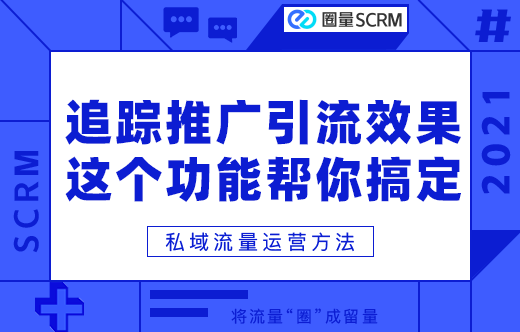 圈量SCRM
#
追踪推广引流效果
这个功能帮你搞定
私域流量运营方法
SCRM
2021
将流量“圈”成留量